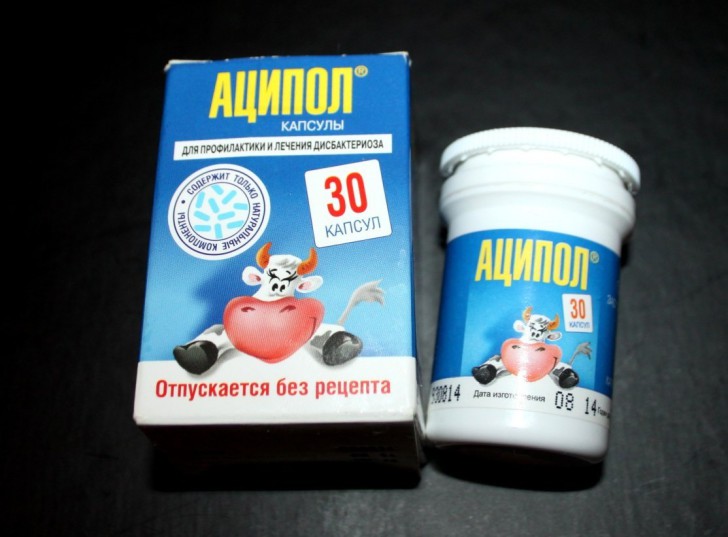 АЦИПОЛ®
КАПСУЛЫ
ДЛЯ ПРОФИЛАКТИКИ И ЛЕЧЕНИЯ ДИСБАКТЕРИОЗА
• СОДЕРЖИТ ТОЛЬКО НАТУРАЛЬНЫЕ КОМПОНЕНТЫ
30
КАПСУЛ
Отпускается без рецепта
АЦИПОЛ®
30
КАПСУЛ
930814
Дата изготовления 08 14